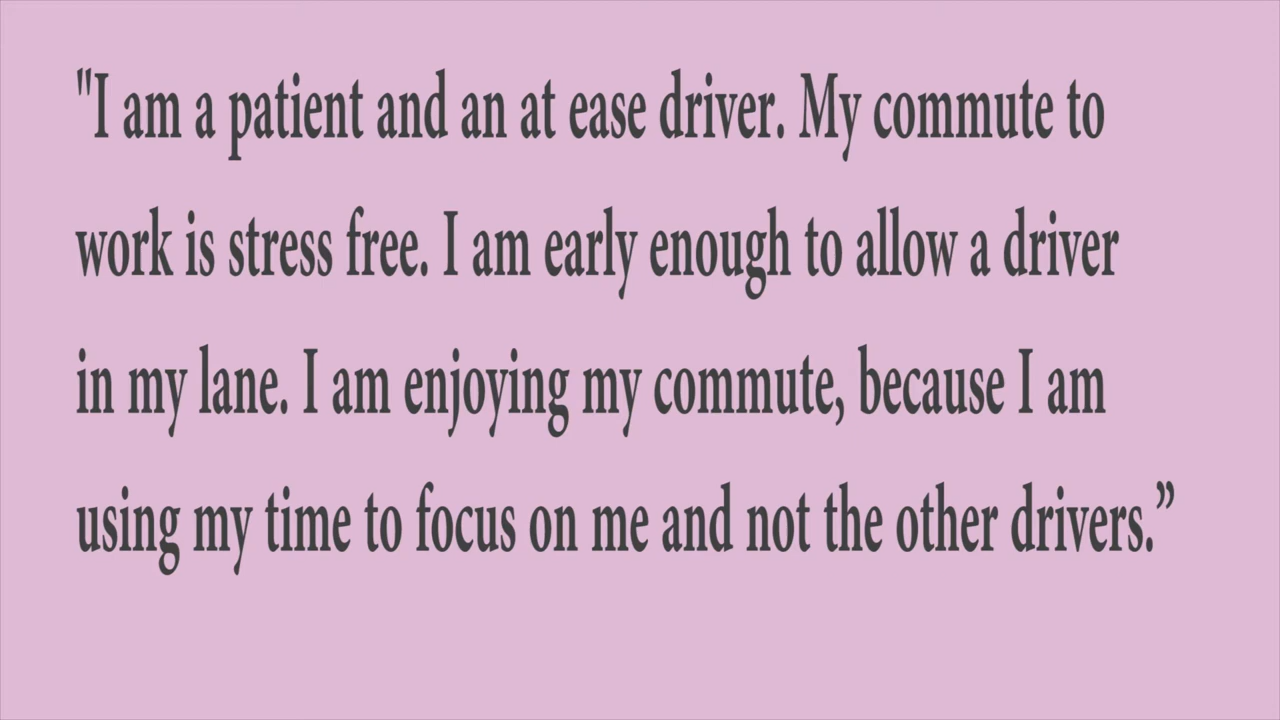 "I am a patient and an at ease driver. My commute to
work is stress free. I am early enough to allow a driver
in my lane. I am enjoying my commute, because I am
using my time to focus on me and not the other drivers.”